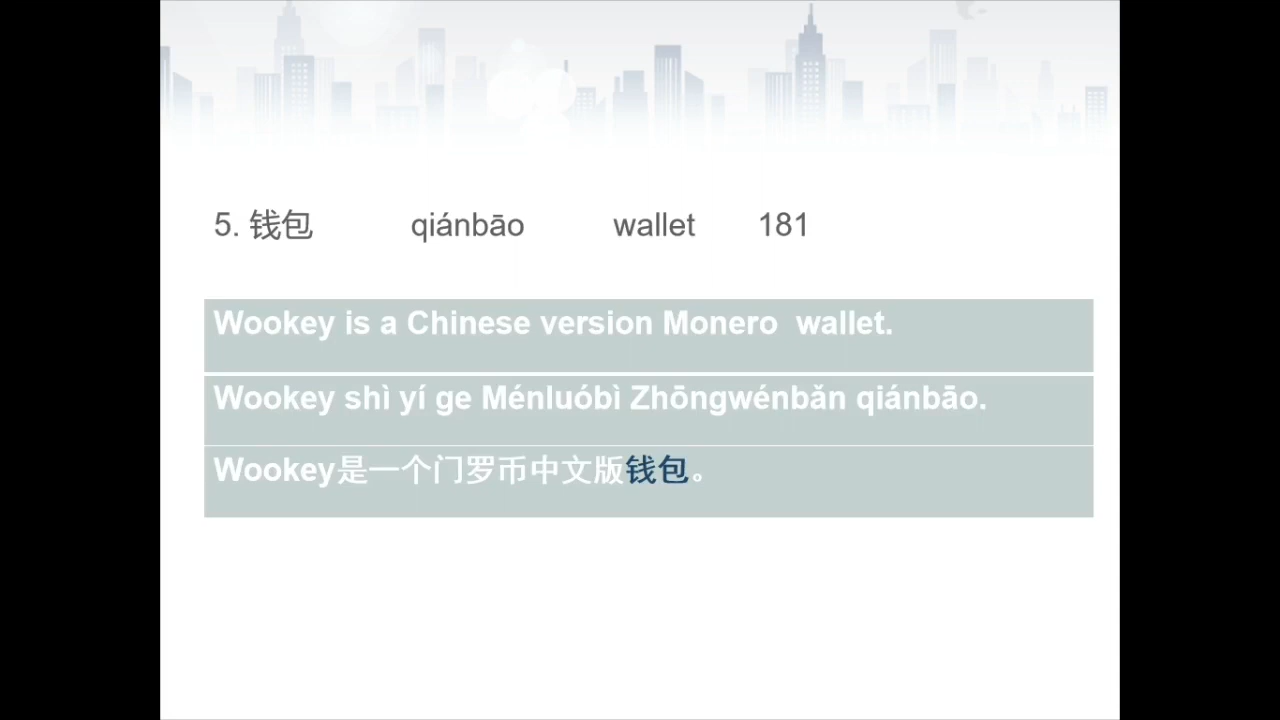 5. 钱包 qiánbāo wallet 181
Wookey is a Chinese version Monero wallet.
Wookey shì yí ge Ménluóbì Zhōngwénbǎn qiánbāo.
Wookey是一个门罗币中文版钱包。